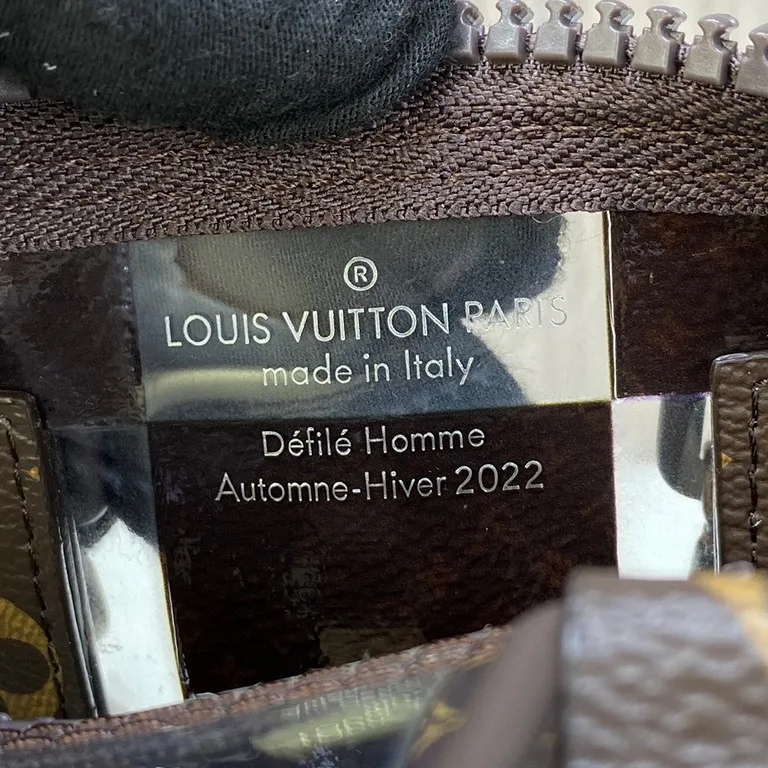 ®
LOUIS VUITTON PARIS
made in Italy
Défilé Homme
Automne-Hiver 2022